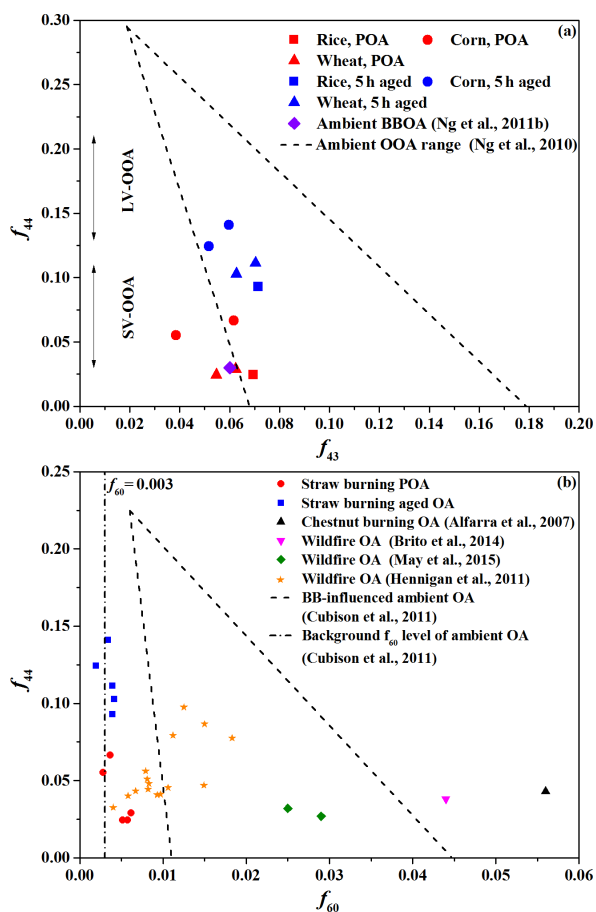 (a)
Rice, POA
Corn, POA
Wheat, POA
Rice, 5 h aged
Corn, 5 h aged
Wheat, 5 h aged
Ambient BBOA (Ng et al., 2011b)
Ambient OOA range (Ng et al., 2010)
LV-OOA
SV-OOA
0.30
0.25
0.20
0.15
0.10
0.05
0.00
f44
0.00 0.02 0.04 0.06 0.08 0.10 0.12 0.14 0.16 0.18 0.20
f43
(b)
f60 = 0.003
Straw burning POA
Straw burning aged OA
Chestnut burning OA (Alfarra et al., 2007)
Wildfire OA (Brito et al., 2014)
Wildfire OA (May et al., 2015)
Wildfire OA (Hennigan et al., 2011)
BB-influenced ambient OA
(Cubison et al., 2011)
Background f60 level of ambient OA
(Cubison et al., 2011)
0.25
0.20
0.15
0.10
0.05
0.00
f44
0.00 0.01 0.02 0.03 0.04 0.05 0.06
f60